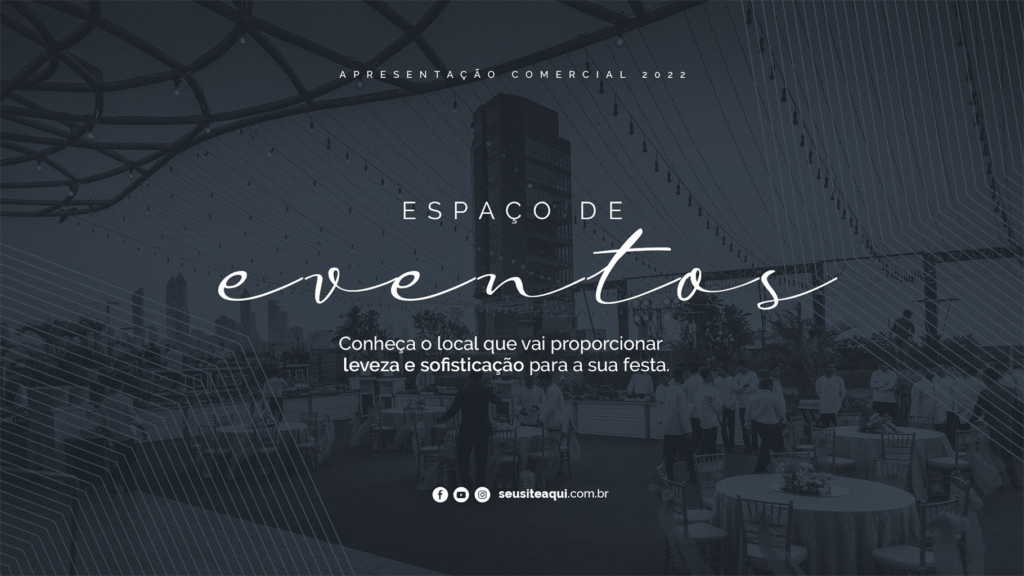 APRESENTAÇÃO COMERCIAL 2022
ESPAÇO DE
eventos
Conheça o local que vai proporcionar
leveza e sofisticação para a sua festa.
seusiteaqui.com.br